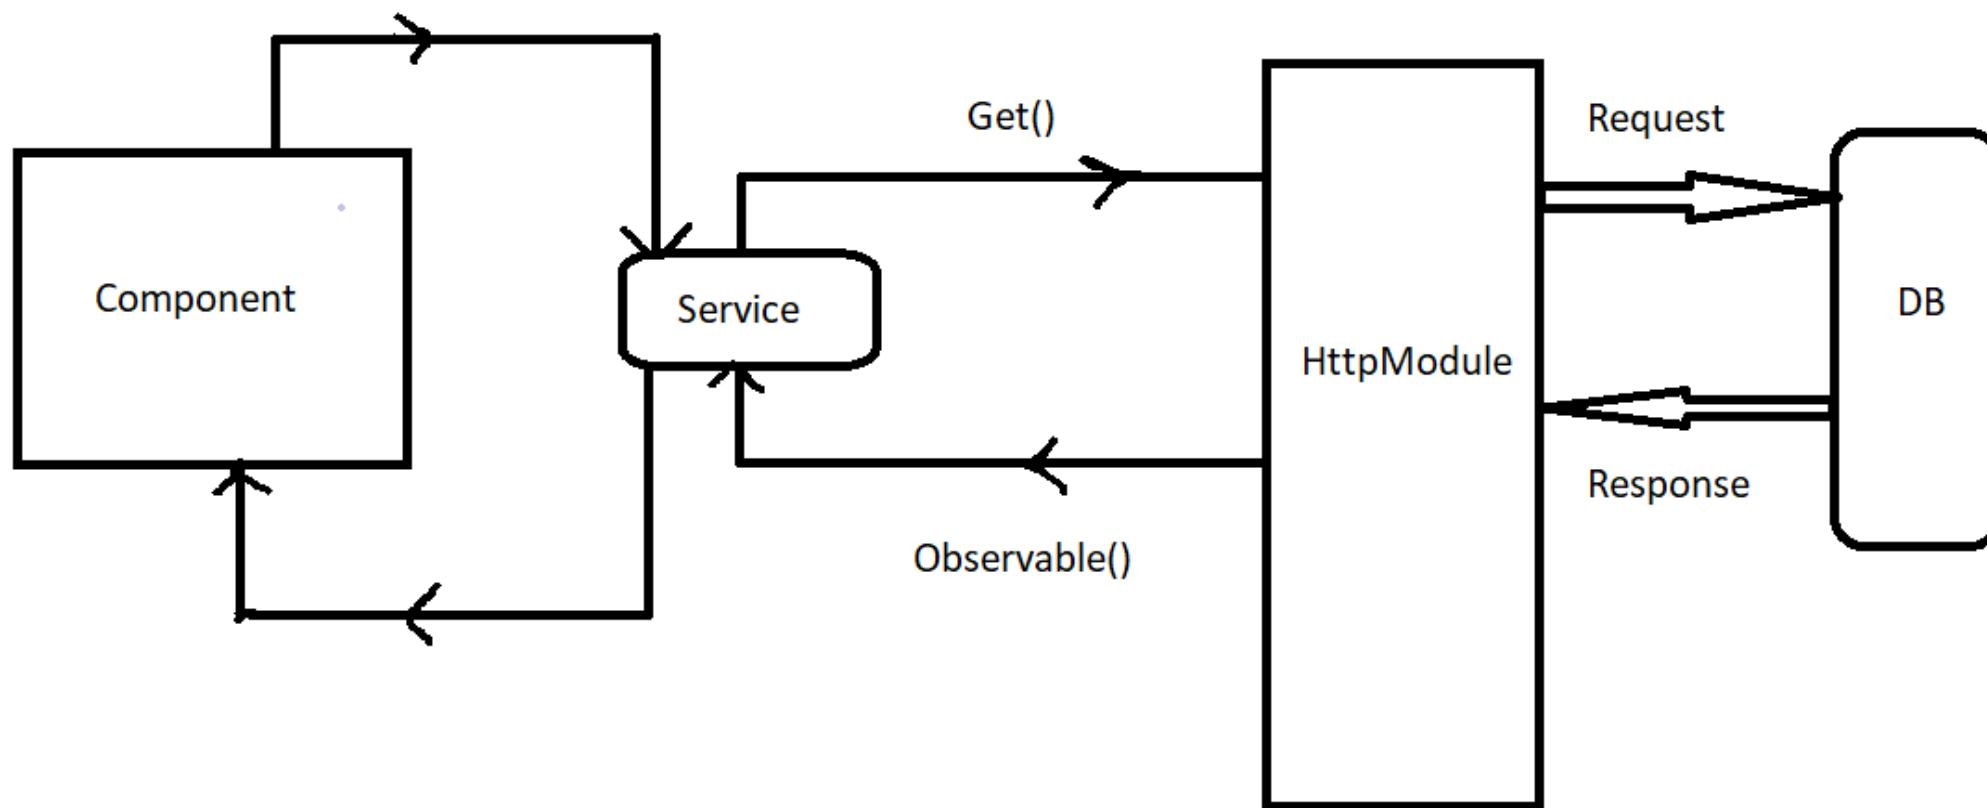 Get()
Request
Component
Service
DB
HttpModule
Response
Observable()